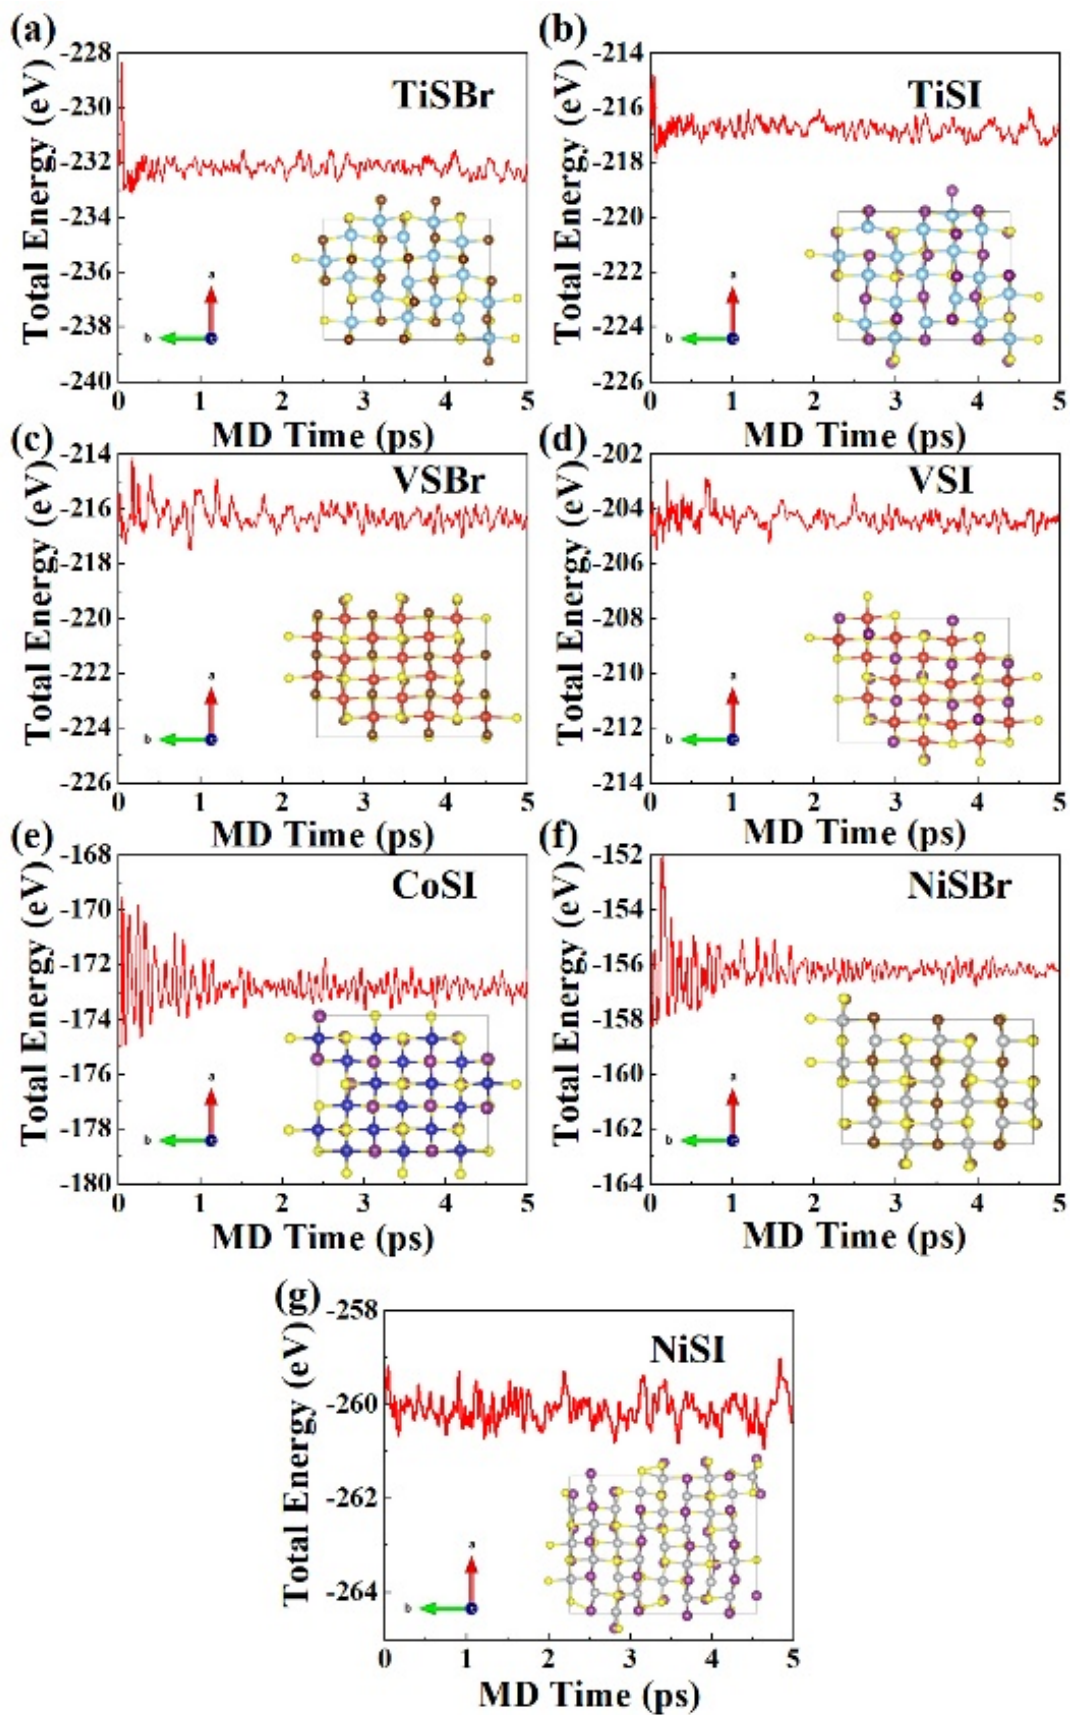 (a)
-228
-230
-232
-234
-236
-238
-240
Total Energy (eV)
TiSBr
a
b
0 1 2 3 4 5
MD Time (ps)
(b)
-214
-216
-218
-220
-222
-224
-226
Total Energy (eV)
TiSI
a
b
0 1 2 3 4 5
MD Time (ps)
(c)
-214
-216
-218
-220
-222
-224
-226
Total Energy (eV)
VSBr
a
b
0 1 2 3 4 5
MD Time (ps)
(d)
-202
-204
-205
-208
-210
-212
-214
Total Energy (eV)
VSI
a
b
0 1 2 3 4 5
MD Time (ps)
(e)
-168
-170
-172
-174
-176
-178
-180
Total Energy (eV)
CoSI
a
b
0 1 2 3 4 5
MD Time (ps)
(f)
-152
-154
-156
-158
-160
-162
-164
Total Energy (eV)
NiSBr
a
b
0 1 2 3 4 5
MD Time (ps)
(g)
-258
-260
-262
-264
Total Energy (eV)
NiSI
a
b
0 1 2 3 4 5
MD Time (ps)